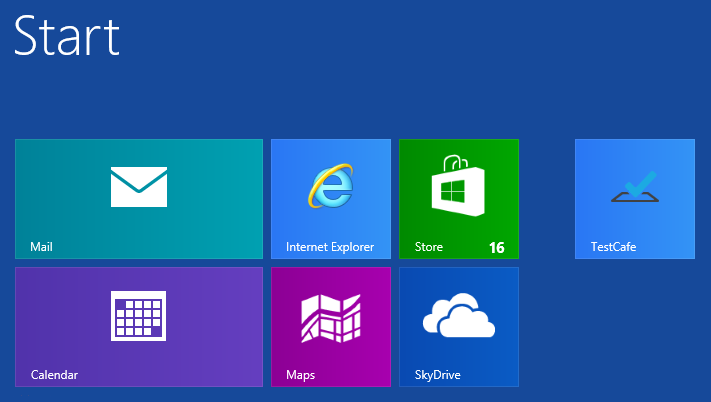 Start
Mail
Internet Explorer
Store 16
TestCafe
Calendar
Maps
SkyDrive